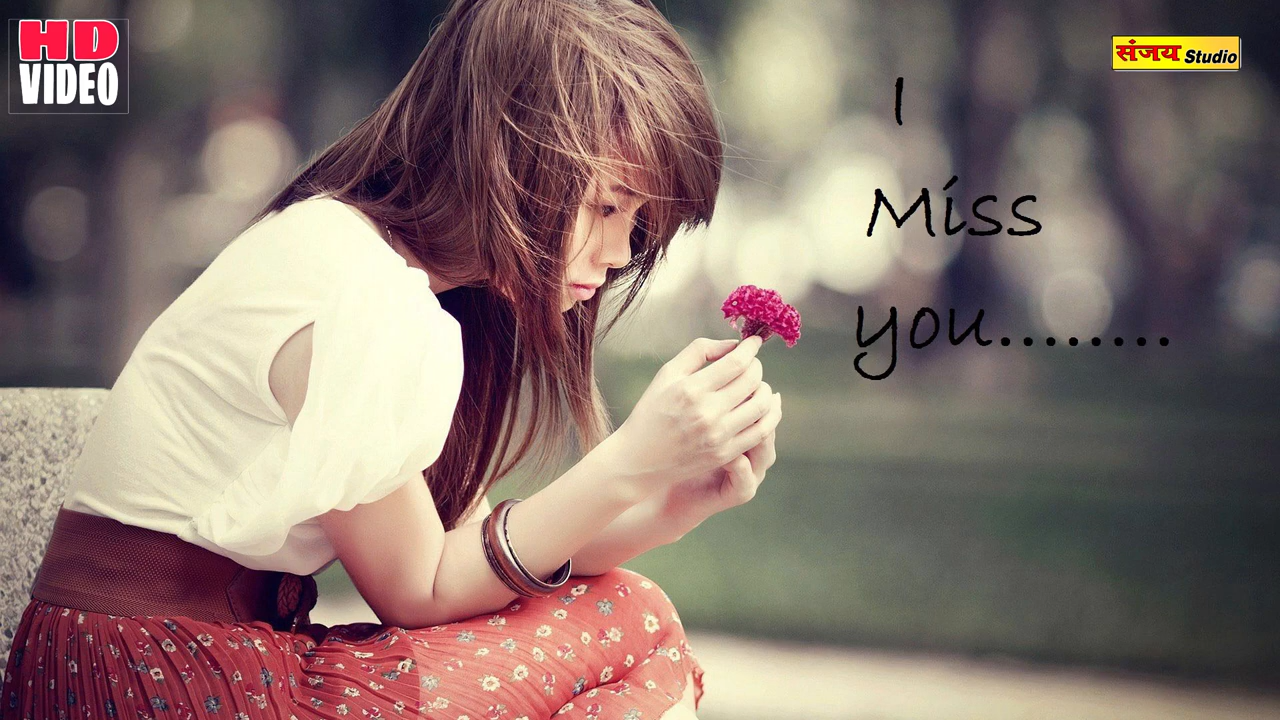 HD
VIDEO
संजय Studio
I
Miss
you........